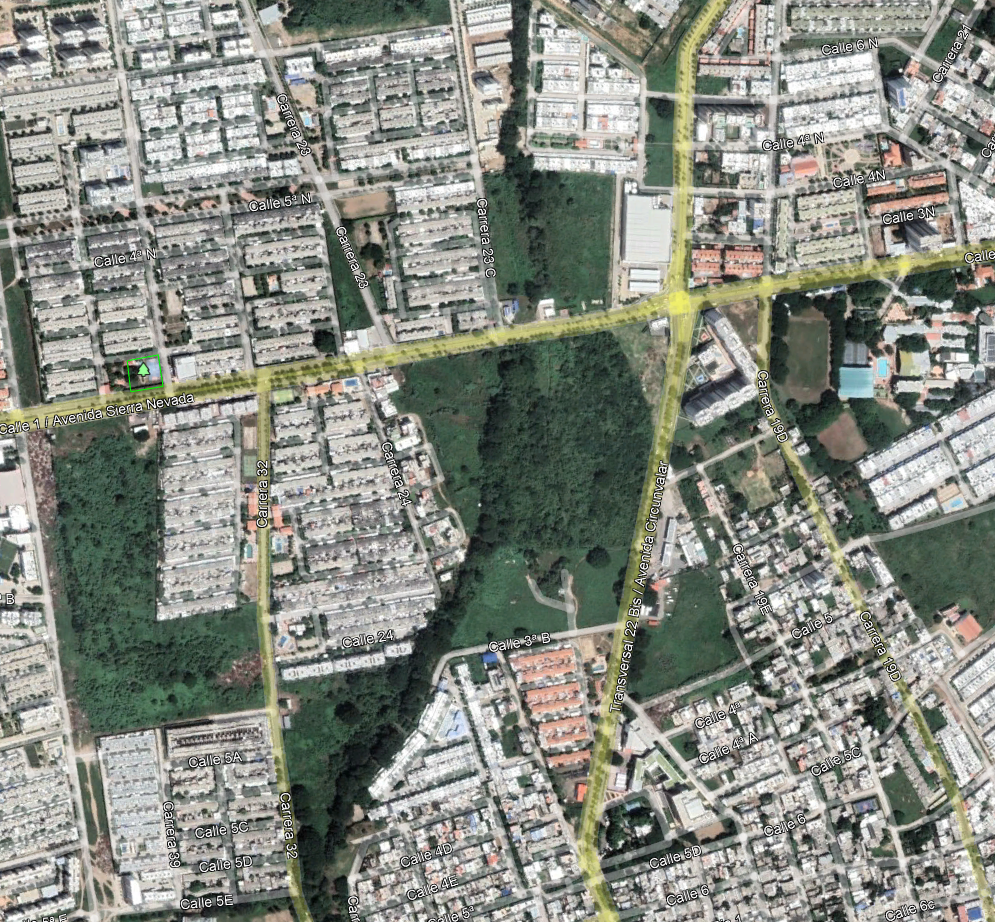 Calle 6 N
Carrera 23
Calle 4ª N
Calle 4N
Calle 5ª N
Calle 3N
Carrera 23 C
Carrera 23
Calle 4ª N
Calle
Calle 1 / Avenida Sierra Nevada
Carrera 19D
Carrera 32
Carrera 24
Transversal 22 Bis / Avenida Circunvalar
Carrera 19E
B
Calle 5
Calle 24
Calle 3ª B
Carrera 19D
Calle 4ª
Calle 4ª A
Calle 5A
Calle 5C
Carrera 39
Carrera 32
Calle 5C
Calle 6
Calle 4D
Calle 5D
Calle 5D
Calle 4E
Calle 6
Calle 5E
Calle 5ª
Calle 6c